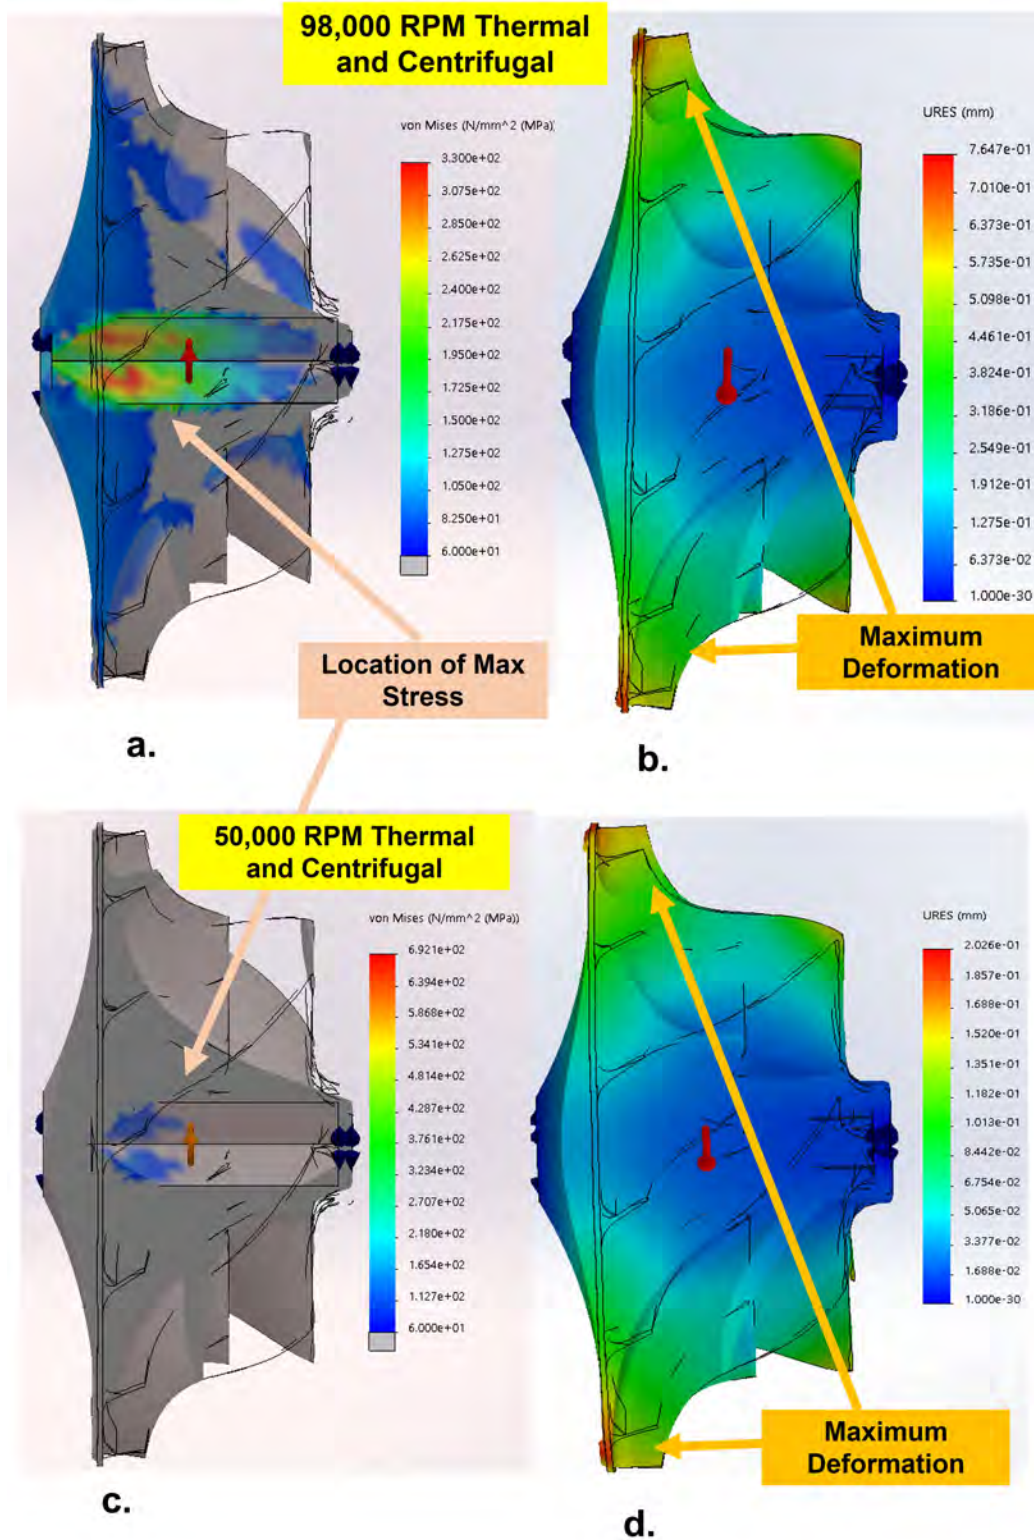 98,000 RPM Thermal
and Centrifugal
von Mises (N/mm^2 (MPa))
3.300e+02
3.075e+02
2.850e+02
2.625e+02
2.400e+02
2.175e+02
1.950e+02
1.725e+02
1.500e+02
1.275e+02
1.050e+02
8.250e+01
6.000e+01
URES (mm)
7.647e-01
7.010e-01
6.373e-01
5.735e-01
5.098e-01
4.461e-01
3.824e-01
3.186e-01
2.549e-01
1.912e-01
1.275e-01
6.373e-02
1.000e-30
Location of Max
Stress
Maximum
Deformation
a.
b.
50,000 RPM Thermal
and Centrifugal
von Mises (N/mm^2 (MPa))
6.921e+02
6.394e+02
5.868e+02
5.341e+02
4.814e+02
4.287e+02
3.761e+02
3.234e+02
2.707e+02
2.180e+02
1.654e+02
1.127e+02
6.000e+01
URES (mm)
2.026e-01
1.857e-01
1.688e-01
1.520e-01
1.351e-01
1.182e-01
1.013e-01
8.442e-02
6.754e-02
5.065e-02
3.377e-02
1.688e-02
1.000e-30
Maximum
Deformation
c.
d.